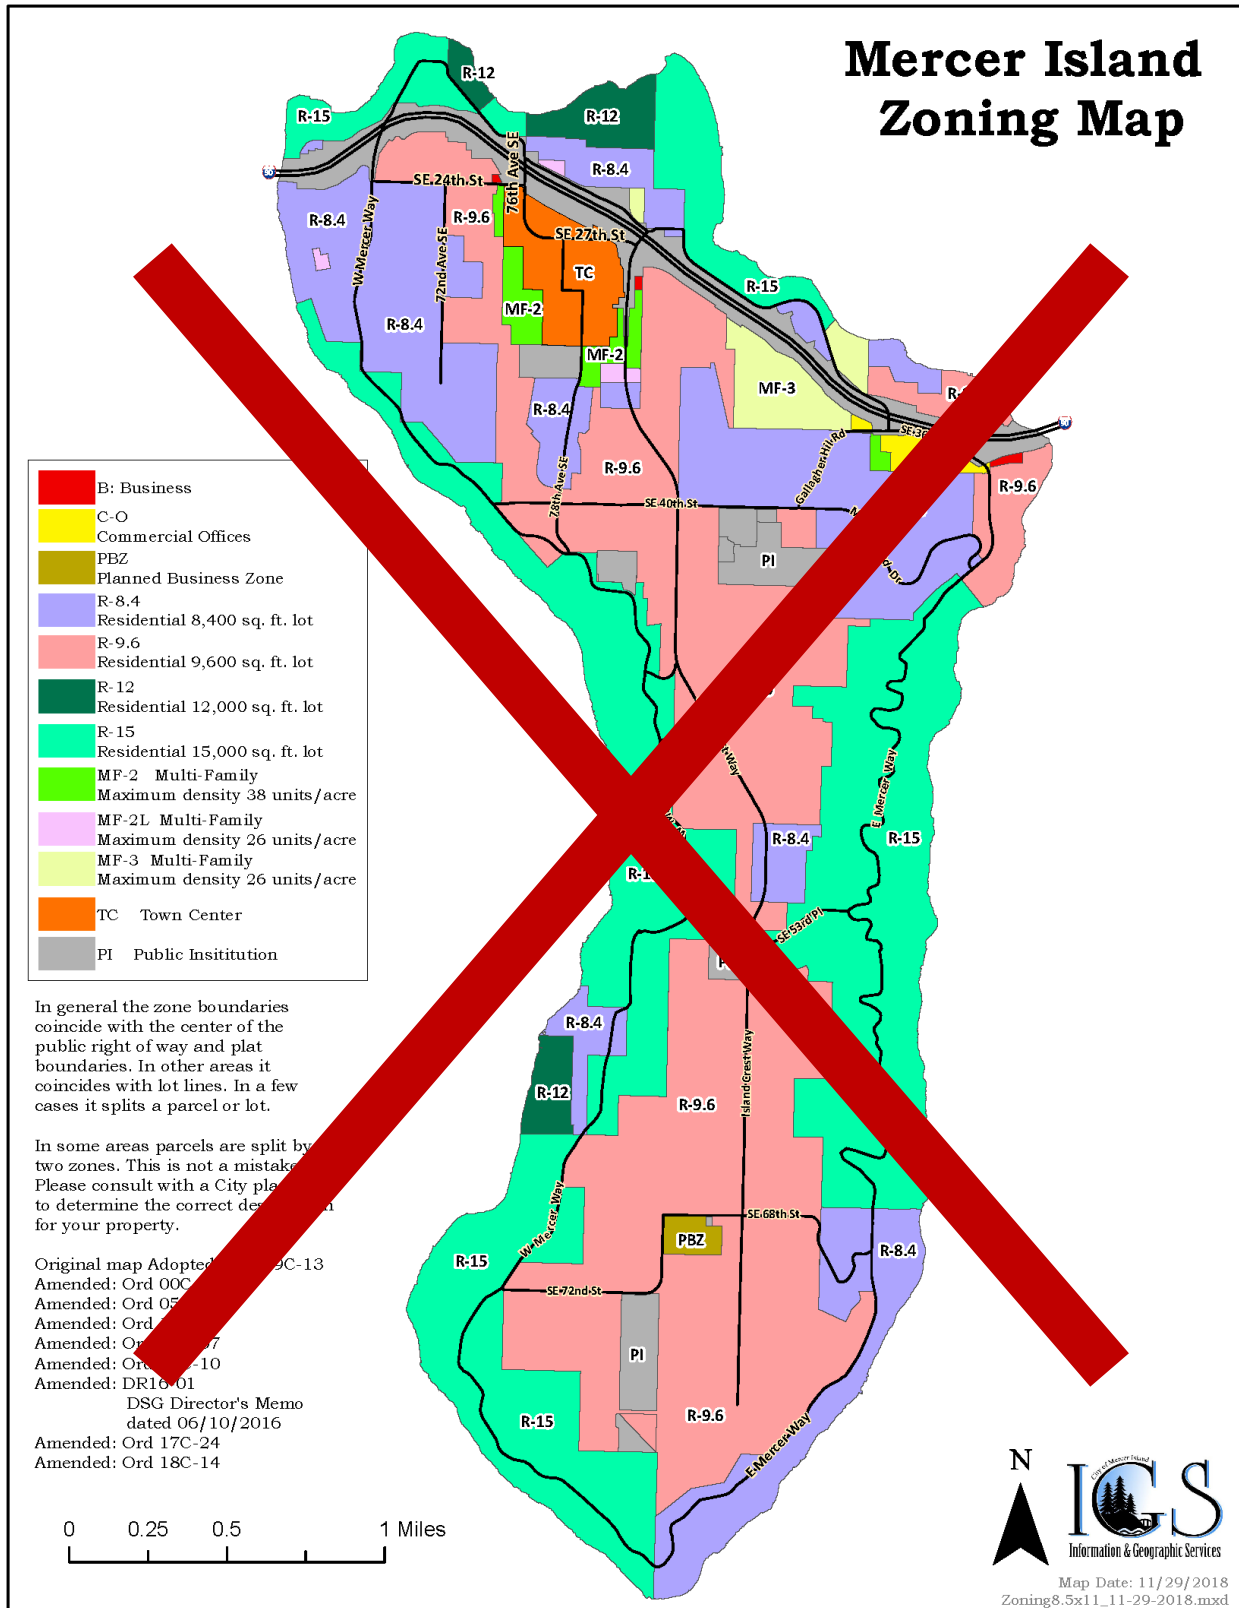 Mercer Island
Zoning Map
R-12
R-15
R-12
R-8.4
76th Ave SE
SE 24th St
R-8.4
W Mercer Way
R-9.6
72nd Ave SE
SE 27th St
TC
R-15
MF-2
R-8.4
MF-2
MF-3
R-8.4
Gallagher Hill Rd
R-9.6
78th Ave SE
SE 40th St
R-9.6
PI
Way
E Mercer Way
R-8.4
R-15
SE 53rd Pl
R-8.4
R-12
R-9.6
Island Crest Way
W Mercer Way
SE 68th St
PBZ
R-8.4
R-15
SE 72nd St
PI
R-15
R-9.6
E Mercer Way
B: Business
C-O
Commercial Offices
PBZ
Planned Business Zone
R-8.4
Residential 8,400 sq. ft. lot
R-9.6
Residential 9,600 sq. ft. lot
R-12
Residential 12,000 sq. ft. lot
R-15
Residential 15,000 sq. ft. lot
MF-2 Multi-Family
Maximum density 38 units/acre
MF-2L Multi-Family
Maximum density 26 units/acre
MF-3 Multi-Family
Maximum density 26 units/acre
TC Town Center
PI Public Insititution
In general the zone boundaries
coincide with the center of the
public right of way and plat
boundaries. In other areas it
coincides with lot lines. In a few
cases it splits a parcel or lot.
In some areas parcels are split by
two zones. This is not a mistake
Please consult with a City
to determine the correct
for your property.
Original map Adopted 9C-13
Amended: Ord 00C
Amended: Ord 05
Amended: Ord
Amended: 07
Amended: Ord -10
Amended: DR16-01
DSG Director's Memo
dated 06/10/2016
Amended: Ord 17C-24
Amended: Ord 18C-14
0 0.25 0.5 1 Miles
N
City of Mercer Island
IGS
Information & Geographic Services
Map Date: 11/29/2018
Zoning8.5x11_11-29-2018.mxd